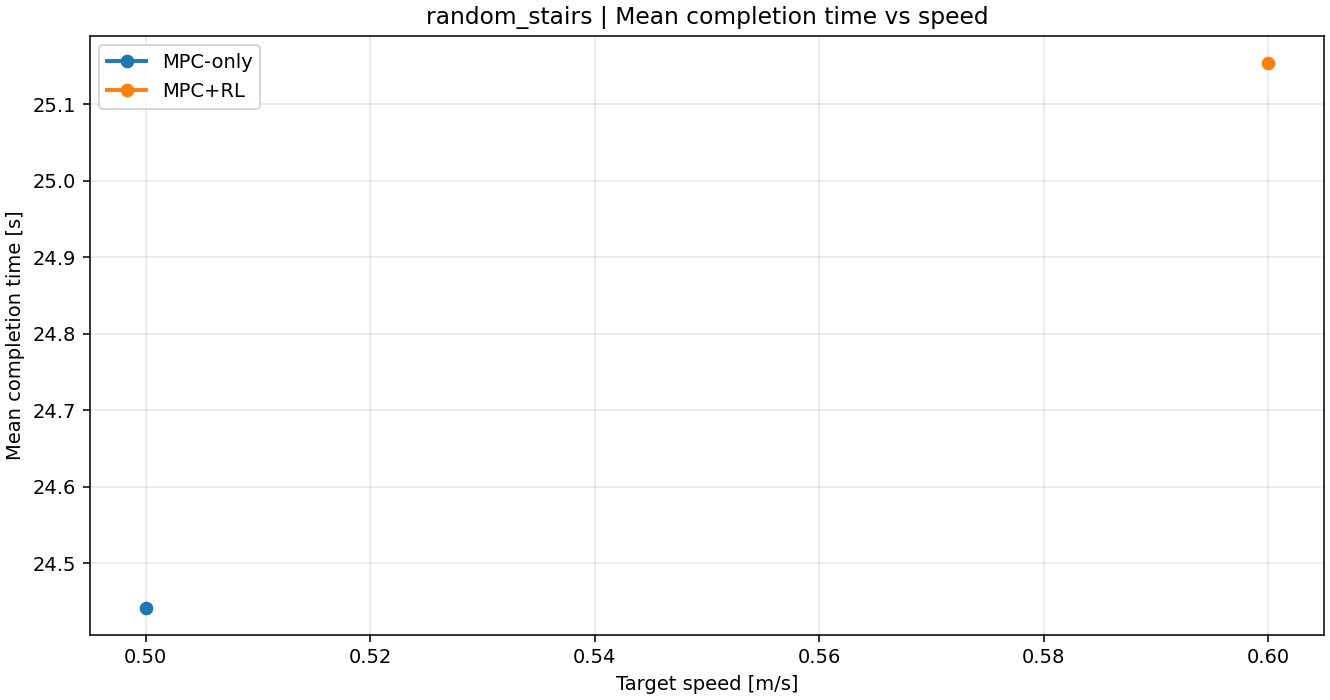 random_stairs | Mean completion time vs speed
MPC-only
MPC+RL
Mean completion time [s]
25.1
25.0
24.9
24.8
24.7
24.6
24.5
0.50 0.52 0.54 0.56 0.58 0.60
Target speed [m/s]